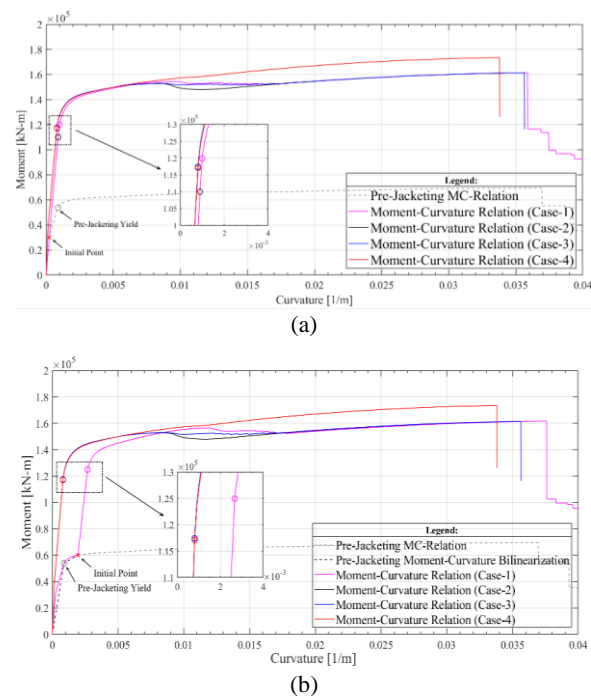 ×10⁵
1.3 ×10⁵
1.25
1.2
1.15
1.1
1.05
1
0 2 4
×10⁻³
Moment [kN-m]
2
1.8
1.6
1.4
1.2
1
0.8
0.6
0.4
0.2
0
Pre-Jacketing Yield
Initial Point
Legend:
Pre-Jacketing MC-Relation
Moment-Curvature Relation (Case-1)
Moment-Curvature Relation (Case-2)
Moment-Curvature Relation (Case-3)
Moment-Curvature Relation (Case-4)
0 0.005 0.01 0.015 0.02 0.025 0.03 0.035 0.04
Curvature [1/m]
(a)
×10⁵
1.3 ×10⁵
1.25
1.2
1.15
1.1
0 2 4
×10⁻³
Moment [kN-m]
2
1.8
1.6
1.4
1.2
1
0.8
0.6
0.4
0.2
0
Initial Point
Pre-Jacketing Yield
Legend:
Pre-Jacketing MC-Relation
Pre-Jacketing Moment-Curvature Bilinearization
Moment-Curvature Relation (Case-1)
Moment-Curvature Relation (Case-2)
Moment-Curvature Relation (Case-3)
Moment-Curvature Relation (Case-4)
0 0.005 0.01 0.015 0.02 0.025 0.03 0.035 0.04
Curvature [1/m]
(b)